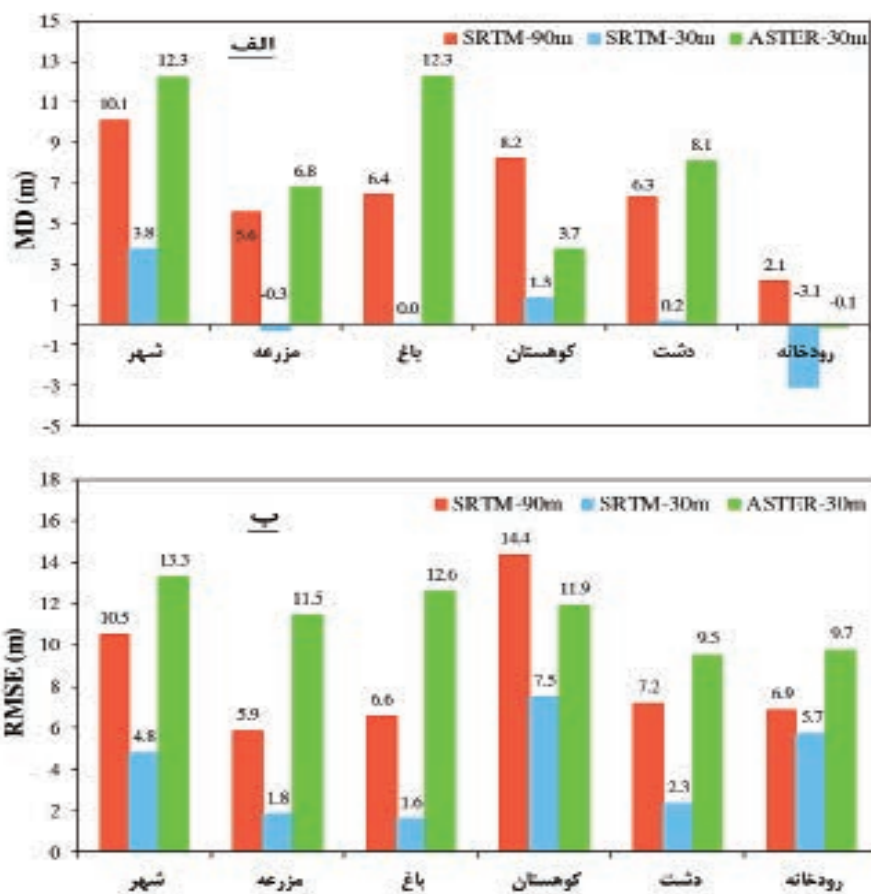 15
13
11
9
7
5
3
1
-1
-3
-5
MD (m)
الف
SRTM-90m SRTM-30m ASTER-30m
10.1 3.8 12.3
5.6 -0.3 6.8
6.4 0.0 12.3
8.2 1.3 3.7
6.3 0.2 8.1
2.1 -3.1 -0.1
شهر مزرعه باغ کوهستان دشت رودخانه
18
16
14
12
10
8
6
4
2
0
RMSE (m)
ب
SRTM-90m SRTM-30m ASTER-30m
10.5 4.8 13.3
5.9 1.8 11.5
6.6 1.6 12.6
14.4 7.5 11.9
7.2 2.3 9.5
6.9 5.7 9.7
شهر مزرعه باغ کوهستان دشت رودخانه